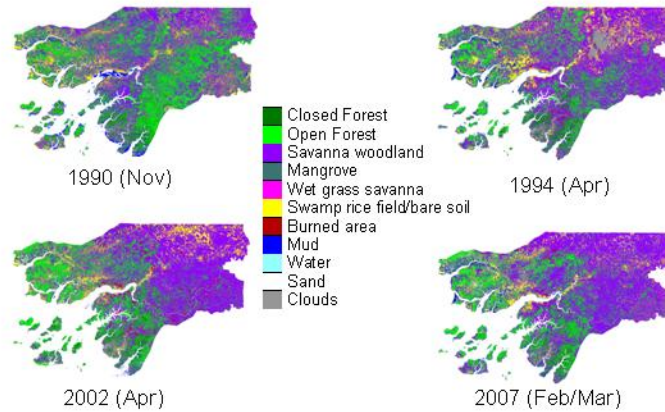 1990 (Nov)
1994 (Apr)
Closed Forest
Open Forest
Savanna woodland
Mangrove
Wet grass savanna
Swamp rice field/bare soil
Burned area
Mud
Water
Sand
Clouds
2002 (Apr)
2007 (Feb/Mar)